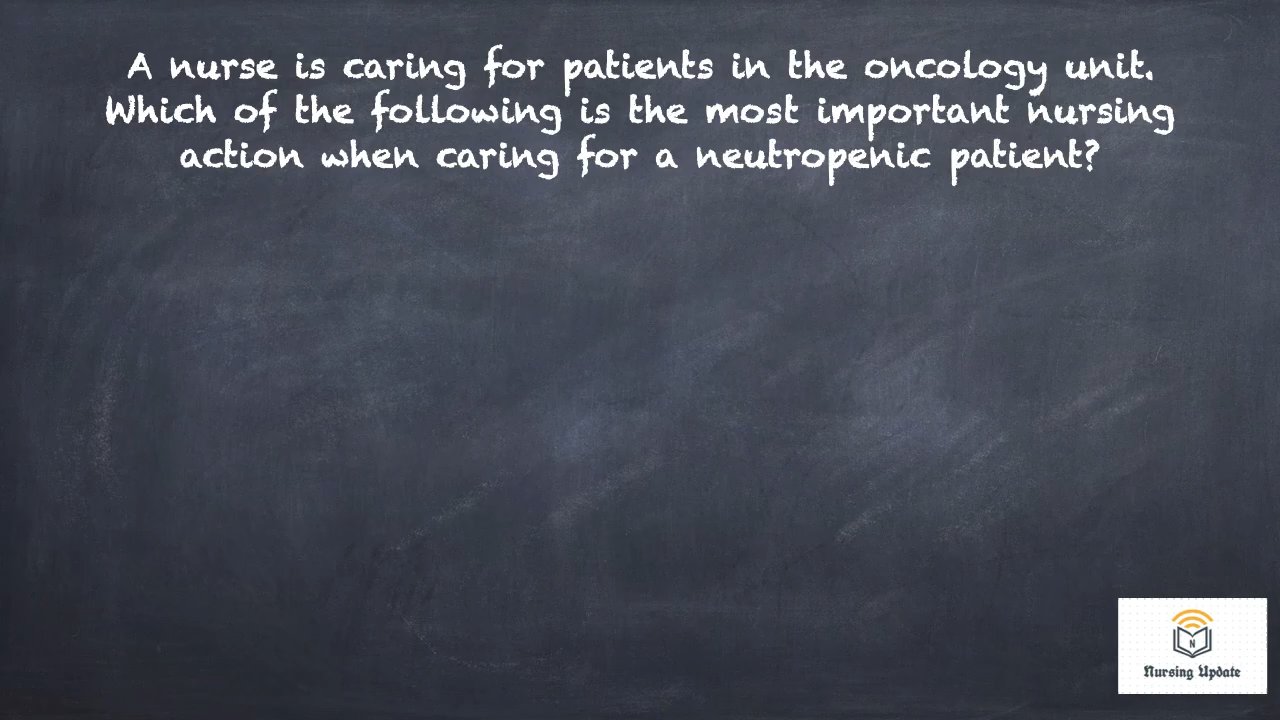 A nurse is caring for patients in the oncology unit.
Which of the following is the most important nursing
action when caring for a neutropenic patient?
N
Nursing Update